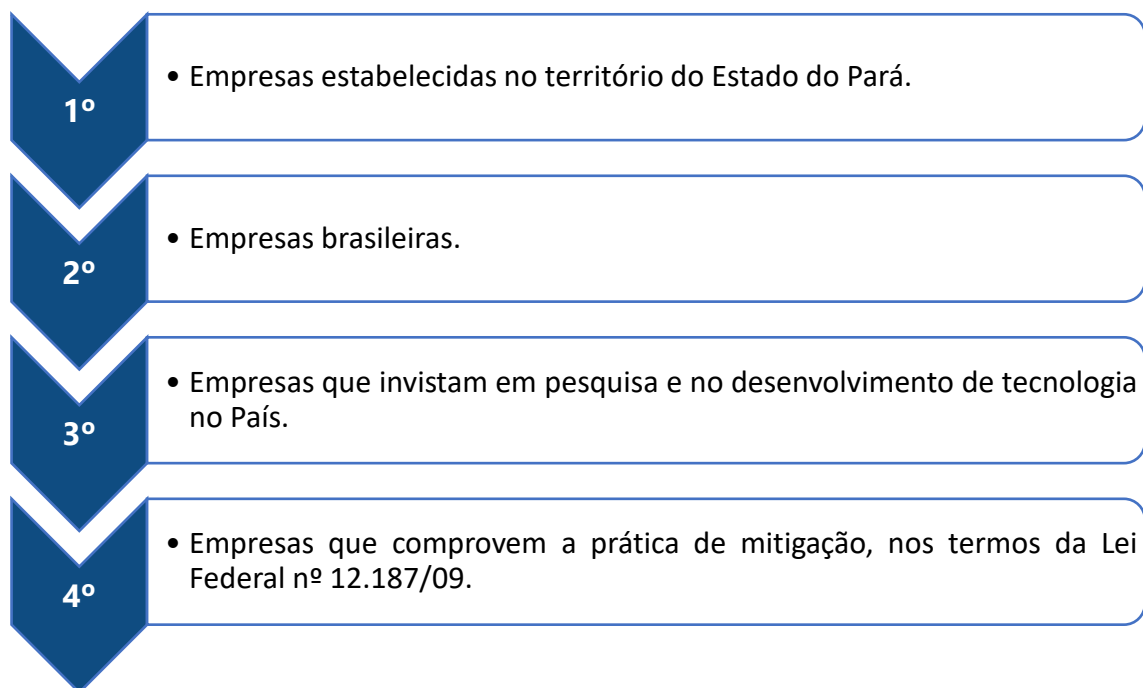 1º
• Empresas estabelecidas no território do Estado do Pará.
2º
• Empresas brasileiras.
3º
• Empresas que invistam em pesquisa e no desenvolvimento de tecnologia
no País.
4º
• Empresas que comprovem a prática de mitigação, nos termos da Lei
Federal nº 12.187/09.